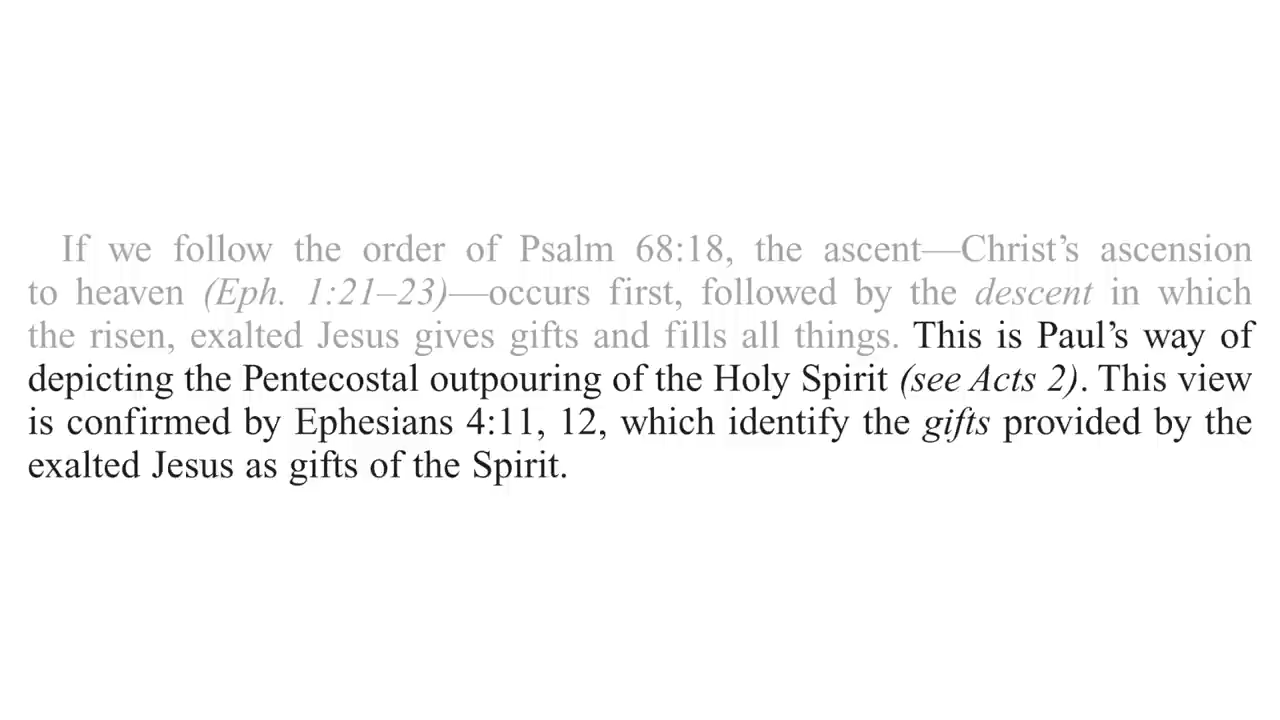 If we follow the order of Psalm 68:18, the ascent—Christ’s ascension
to heaven (Eph. 1:21–23)—occurs first, followed by the descent in which
the risen, exalted Jesus gives gifts and fills all things. This is Paul’s way of
depicting the Pentecostal outpouring of the Holy Spirit (see Acts 2). This view
is confirmed by Ephesians 4:11, 12, which identify the gifts provided by the
exalted Jesus as gifts of the Spirit.